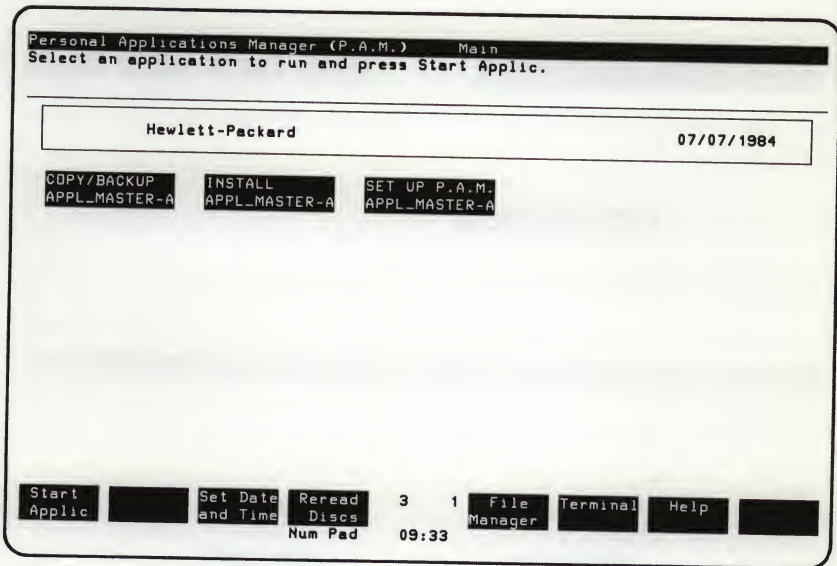 Personal Applications Manager (P.A.M.) Main
Select an application to run and press Start Applic.
Hewlett-Packard 07/07/1984
COPY/BACKUP INSTALL SET UP P.A.M.
APPL_MASTER-A APPL_MASTER-A APPL_MASTER-A
Start Set Date Reread 3 1 File Terminal Help
Applic and Time Discs Manager
Num Pad 09:33